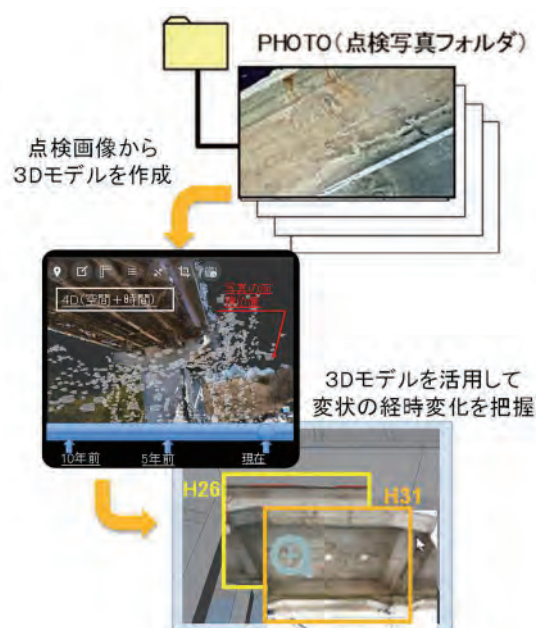 PHOTO(点検写真フォルダ)
点検画像から
3Dモデルを作成
4D(空間+時間)
10年前
5年前
現在
3Dモデルを活用して
変状の経時変化を把握
H26
H31